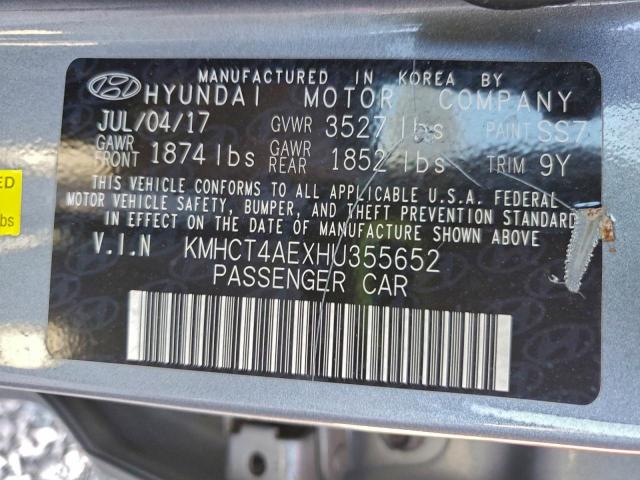 MANUFACTURED IN KOREA BY
HYUNDAI MOTOR COMPANY
JUL/04/17 GVWR 3527 lbs PAINT SS7
GAWR FRONT 1874 lbs GAWR REAR 1852 lbs TRIM 9Y
THIS VEHICLE CONFORMS TO ALL APPLICABLE U.S.A. FEDERAL
MOTOR VEHICLE SAFETY, BUMPER, AND THEFT PREVENTION STANDARD
IN EFFECT ON THE DATE OF MANUFACTURE SHOWN ABOVE
V.I.N KMHCT4AEXHU355652
PASSENGER CAR
ED
lbs